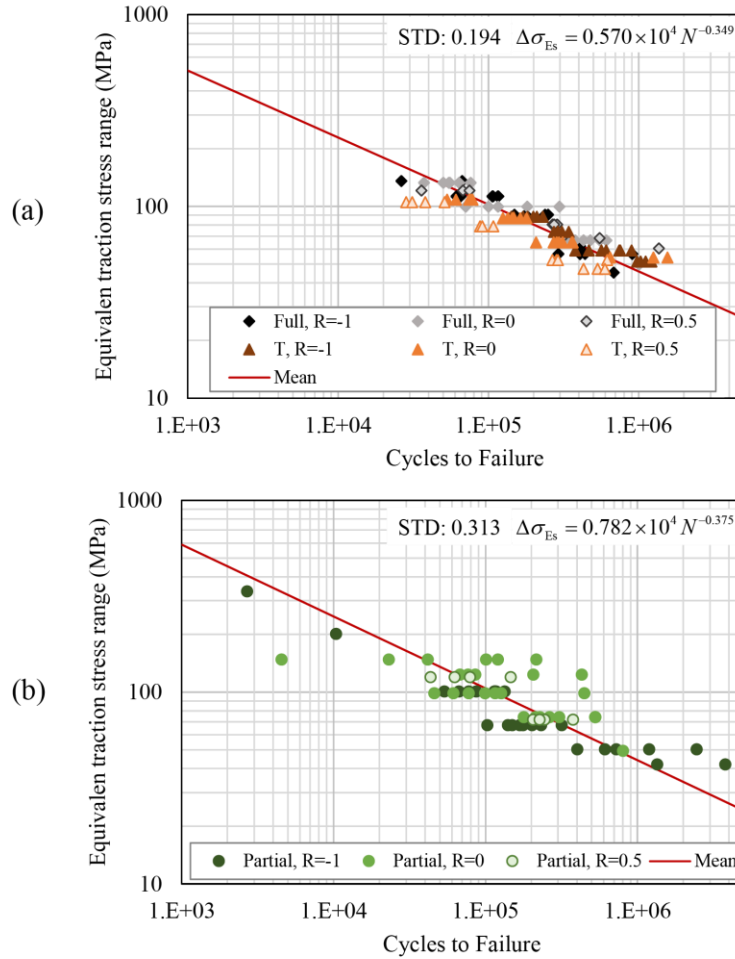 (a)
Equivalen traction stress range (MPa)
1000
100
10
STD: 0.194 Δσ_Es = 0.570×10^4 N^−0.349
Full, R=-1 Full, R=0 Full, R=0.5
T, R=-1 T, R=0 T, R=0.5
Mean
1.E+03 1.E+04 1.E+05 1.E+06
Cycles to Failure
(b)
Equivalen traction stress range (MPa)
1000
100
10
STD: 0.313 Δσ_Es = 0.782×10^4 N^−0.375
Partial, R=-1 Partial, R=0 Partial, R=0.5 Mean
1.E+03 1.E+04 1.E+05 1.E+06
Cycles to Failure